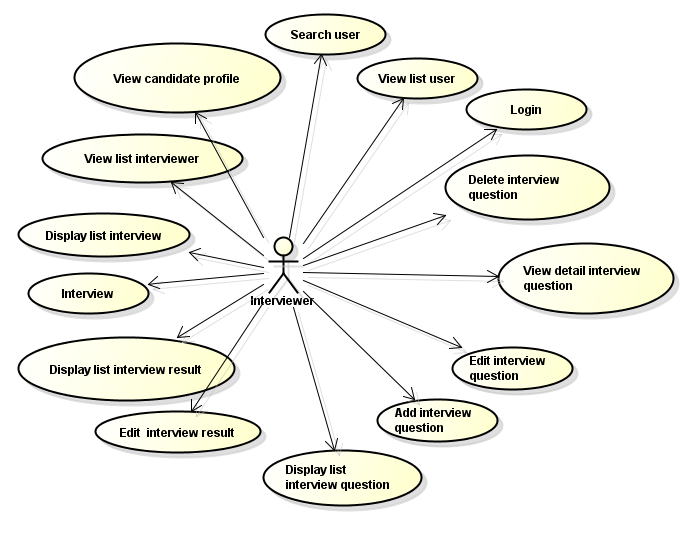 Search user
View candidate profile
View list user
Login
View list interviewer
Delete interview
question
Display list interview
View detail interview
question
Interview
Interviewer
Display list interview result
Edit interview
question
Add interview
question
Edit  interview result
Display list
interview question